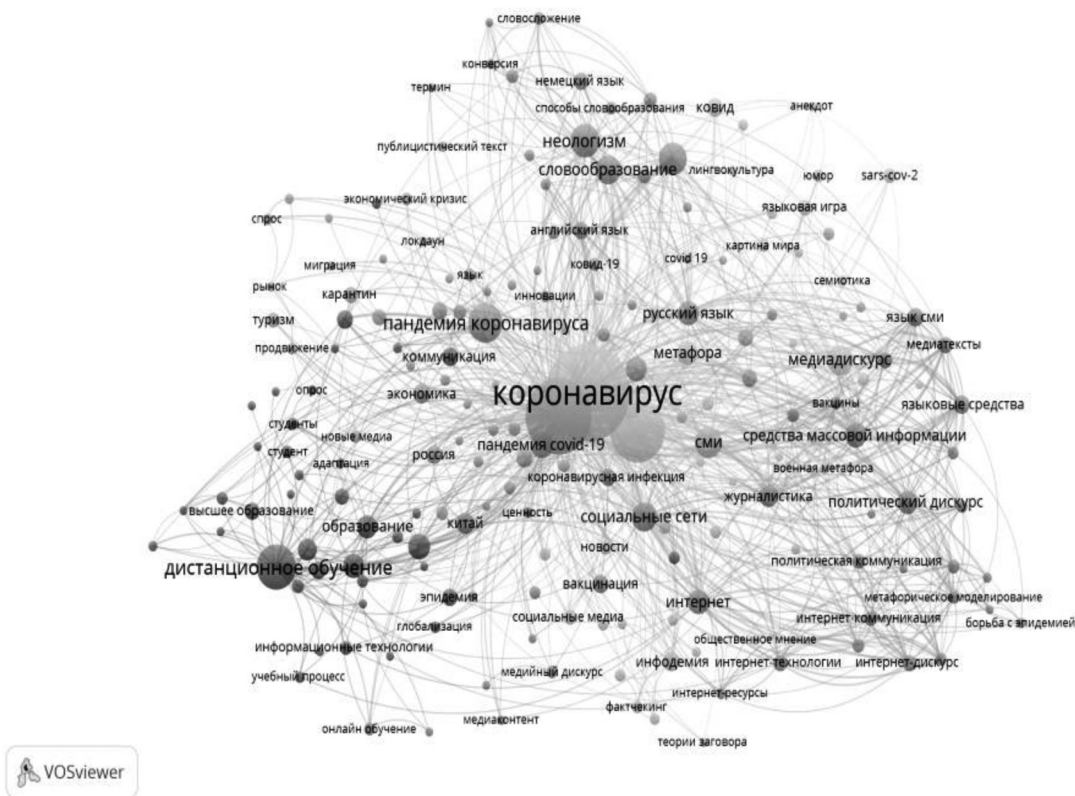 словосложение
конверсия
немецкий язык
термин
способы словообразования
ковид
анекдот
неологизм
публицистический текст
словообразование
лингвокультура
юмор
sars-cov-2
экономический кризис
языковая игра
спрос
английский язык
локдаун
картина мира
covid 19
миграция
ковид-19
язык
семиотика
рынок
карантин
инновации
русский язык
язык сми
туризм
пандемия коронавируса
медиатексты
продвижение
коммуникация
метафора
медиадискурс
опрос
экономика
коронавирус
вакцины
языковые средства
студенты
новые медиа
пандемия covid-19
сми
средства массовой информации
студент
адаптация
россия
военная метафора
коронавирусная инфекция
журналистика
политический дискурс
высшее образование
образование
китай
ценность
социальные сети
новости
дистанционное обучение
политическая коммуникация
вакцинация
эпидемия
интернет
метафорическое моделирование
социальные медиа
интернет-коммуникация
борьба с эпидемией
глобализация
общественное мнение
информационные технологии
инфодемия
интернет-технологии
интернет-дискурс
учебный процесс
медийный дискурс
интернет-ресурсы
фактчекинг
онлайн обучение
медиаконтент
теории заговора
VOSviewer